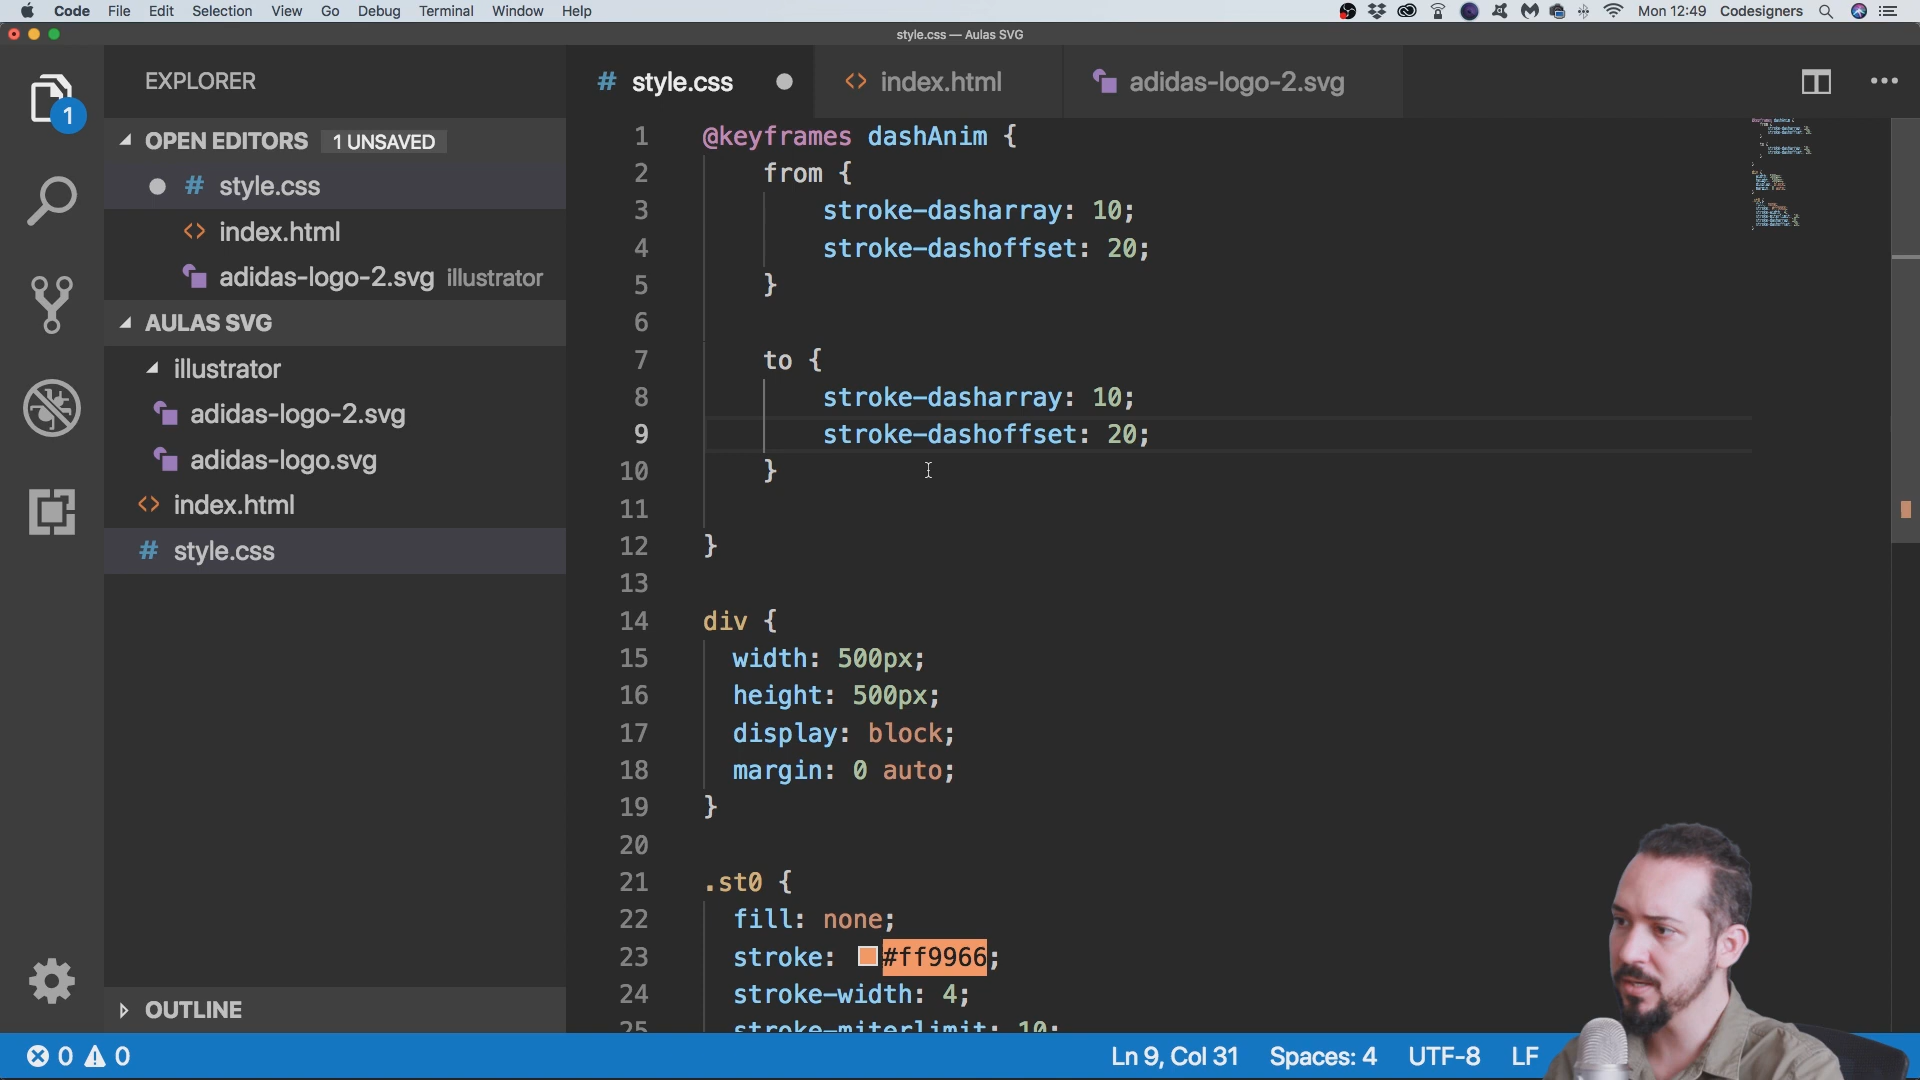 Code File Edit Selection View Go Debug Terminal Window Help Mon 12:49 Codesigners
style.css — Aulas SVG
EXPLORER
OPEN EDITORS 1 UNSAVED
# style.css
<> index.html
adidas-logo-2.svg illustrator
AULAS SVG
illustrator
adidas-logo-2.svg
adidas-logo.svg
<> index.html
# style.css
OUTLINE
1
# style.css
<> index.html
adidas-logo-2.svg
1 @keyframes dashAnim {
2 from {
3 stroke-dasharray: 10;
4 stroke-dashoffset: 20;
5 }
6
7 to {
8 stroke-dasharray: 10;
9 stroke-dashoffset: 20;
10 }
11
12 }
13
14 div {
15 width: 500px;
16 height: 500px;
17 display: block;
18 margin: 0 auto;
19 }
20
21 .st0 {
22 fill: none;
23 stroke: #ff9966;
24 stroke-width: 4;
25 stroke-miterlimit: 10;
0 0 Ln 9, Col 31 Spaces: 4 UTF-8 LF